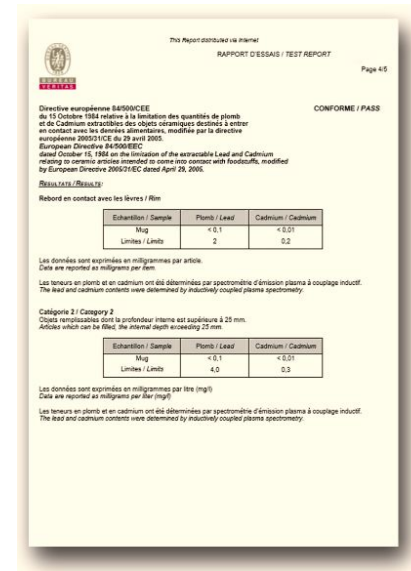 This Report distributed via Internet
RAPPORT D'ESSAIS / TEST REPORT
Page 4/5
BUREAU
VERITAS
Directive européenne 84/500/CEE
CONFORME / PASS
du 15 Octobre 1984 relative à la limitation des quantités de plomb
et de Cadmium extractibles des objets céramiques destinés à entrer
en contact avec les denrées alimentaires, modifiée par la directive
européenne 2005/31/CE du 29 avril 2005.
European Directive 84/500/EEC
dated October 15, 1984 on the limitation of the extractable Lead and Cadmium
relating to ceramic articles intended to come into contact with foodstuffs, modified
by European Directive 2005/31/EC dated April 29, 2005.
RESULTATS / RESULTS:
Rebord en contact avec les lèvres / Rim
Echantillon / Sample Plomb / Lead Cadmium / Cadmium
Mug < 0,1 < 0,01
Limites / Limits 2 0,2
Les données sont exprimées en milligrammes par article.
Data are reported as milligrams per item.
Les teneurs en plomb et en cadmium ont été déterminées par spectrométrie d'émission plasma à couplage inductif.
The lead and cadmium contents were determined by inductively coupled plasma spectrometry.
Catégorie 2 / Category 2
Objets remplissables dont la profondeur interne est supérieure à 25 mm.
Articles which can be filled, the internal depth exceeding 25 mm.
Echantillon / Sample Plomb / Lead Cadmium / Cadmium
Mug < 0,1 < 0,01
Limites / Limits 4,0 0,3
Les données sont exprimées en milligrammes par litre (mg/l)
Data are reported as milligrams per liter (mg/l)
Les teneurs en plomb et en cadmium ont été déterminées par spectrométrie d'émission plasma à couplage inductif.
The lead and cadmium contents were determined by inductively coupled plasma spectrometry.